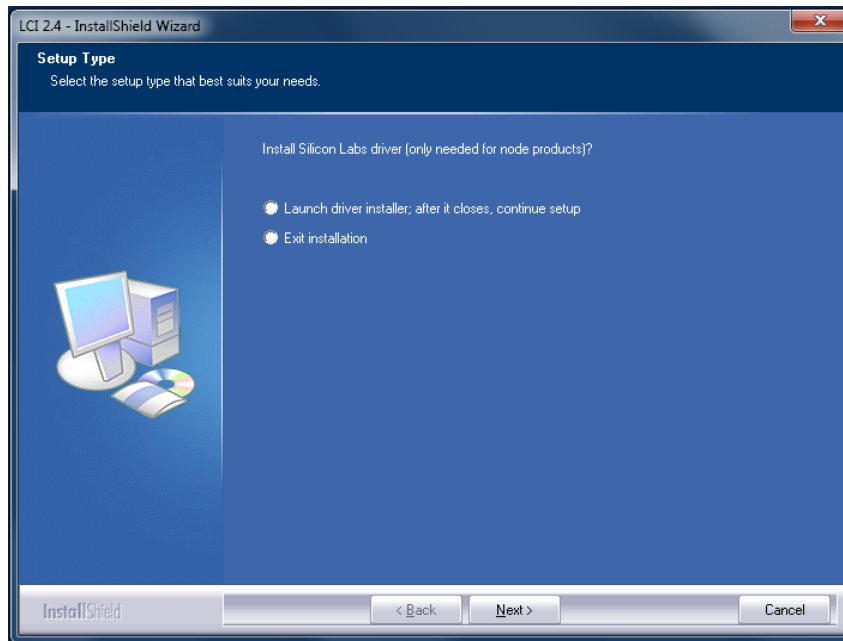 LCI 2.4 - InstallShield Wizard
Setup Type
Select the setup type that best suits your needs.
Install Silicon Labs driver (only needed for node products)?
Launch driver installer; after it closes, continue setup
Exit installation
InstallShield
< Back
Next >
Cancel